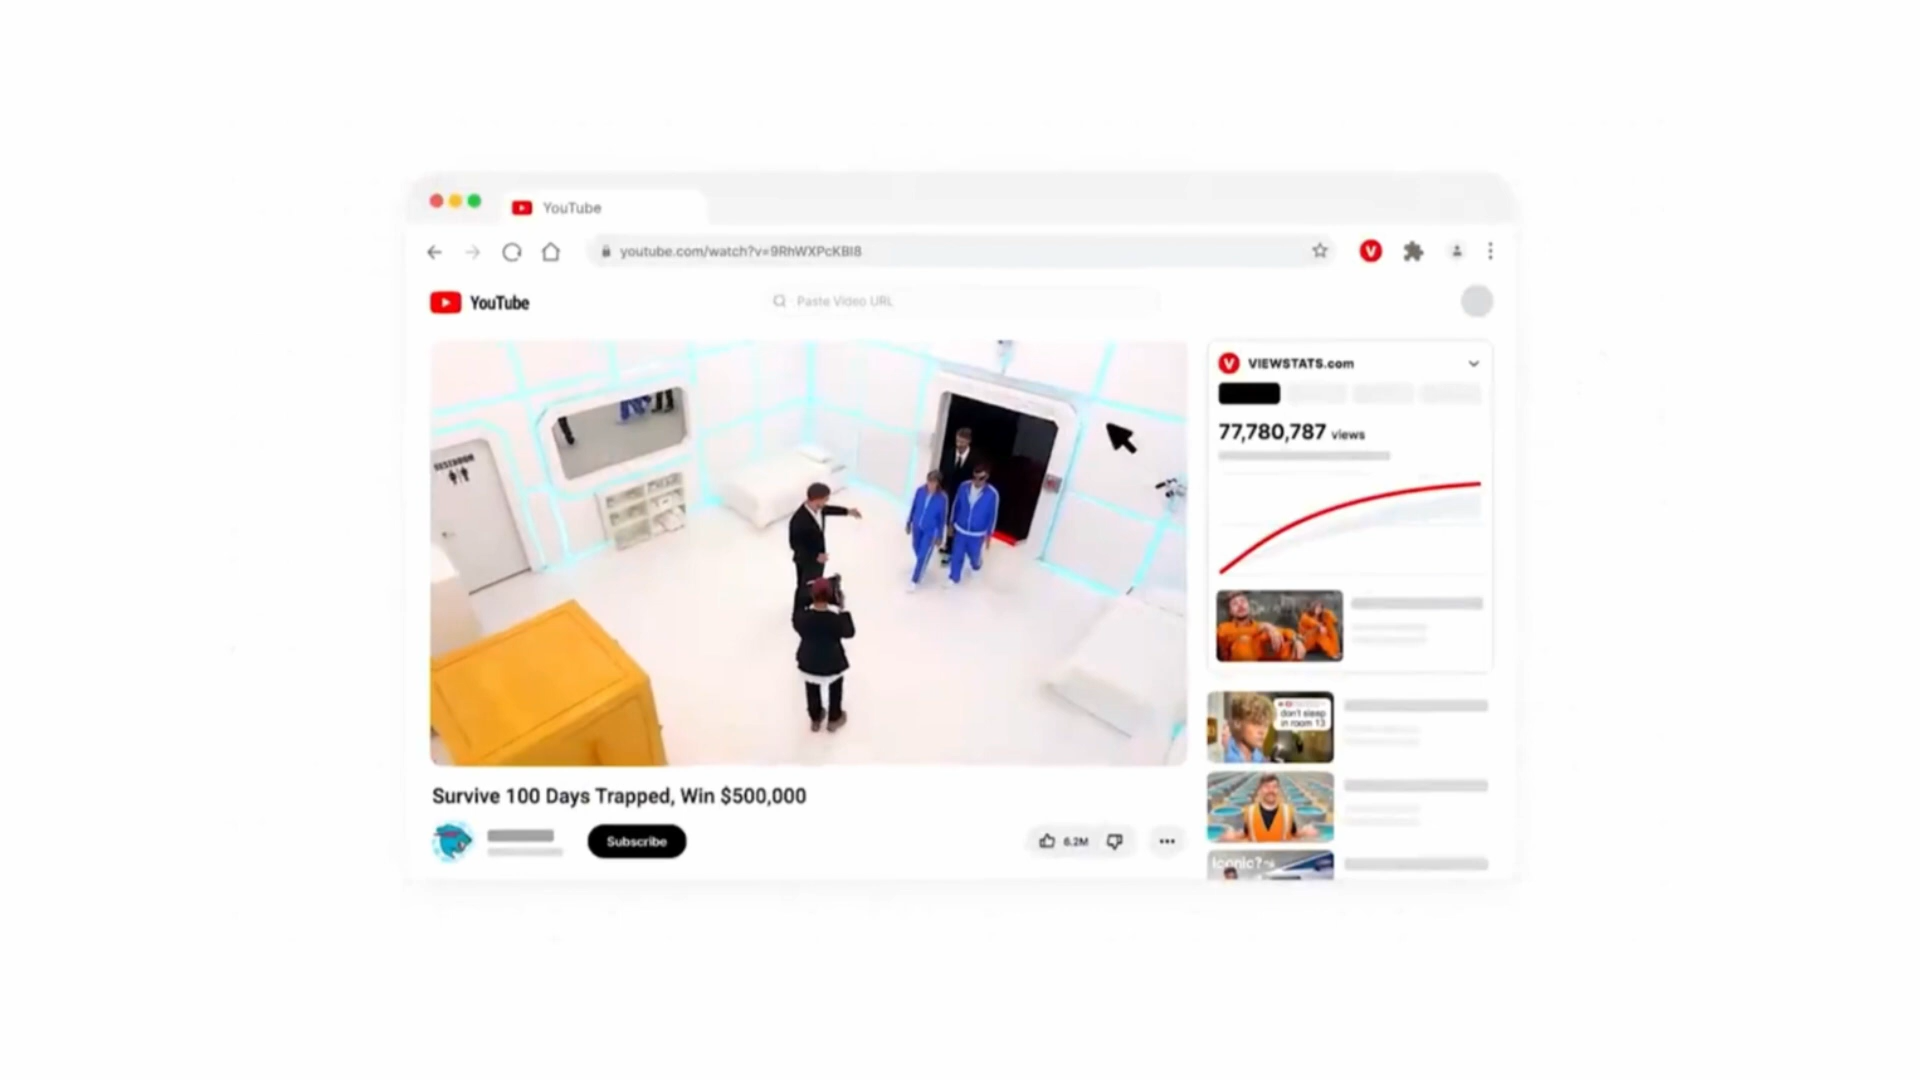 YouTube
youtube.com/watch?v=9RhWXPcKBI8
YouTube
Paste Video URL
RESTROOM
VIEWSTATS.com
77,780,787 views
don't sleep
in room 13
Survive 100 Days Trapped, Win $500,000
Subscribe
6.2M
iconic?